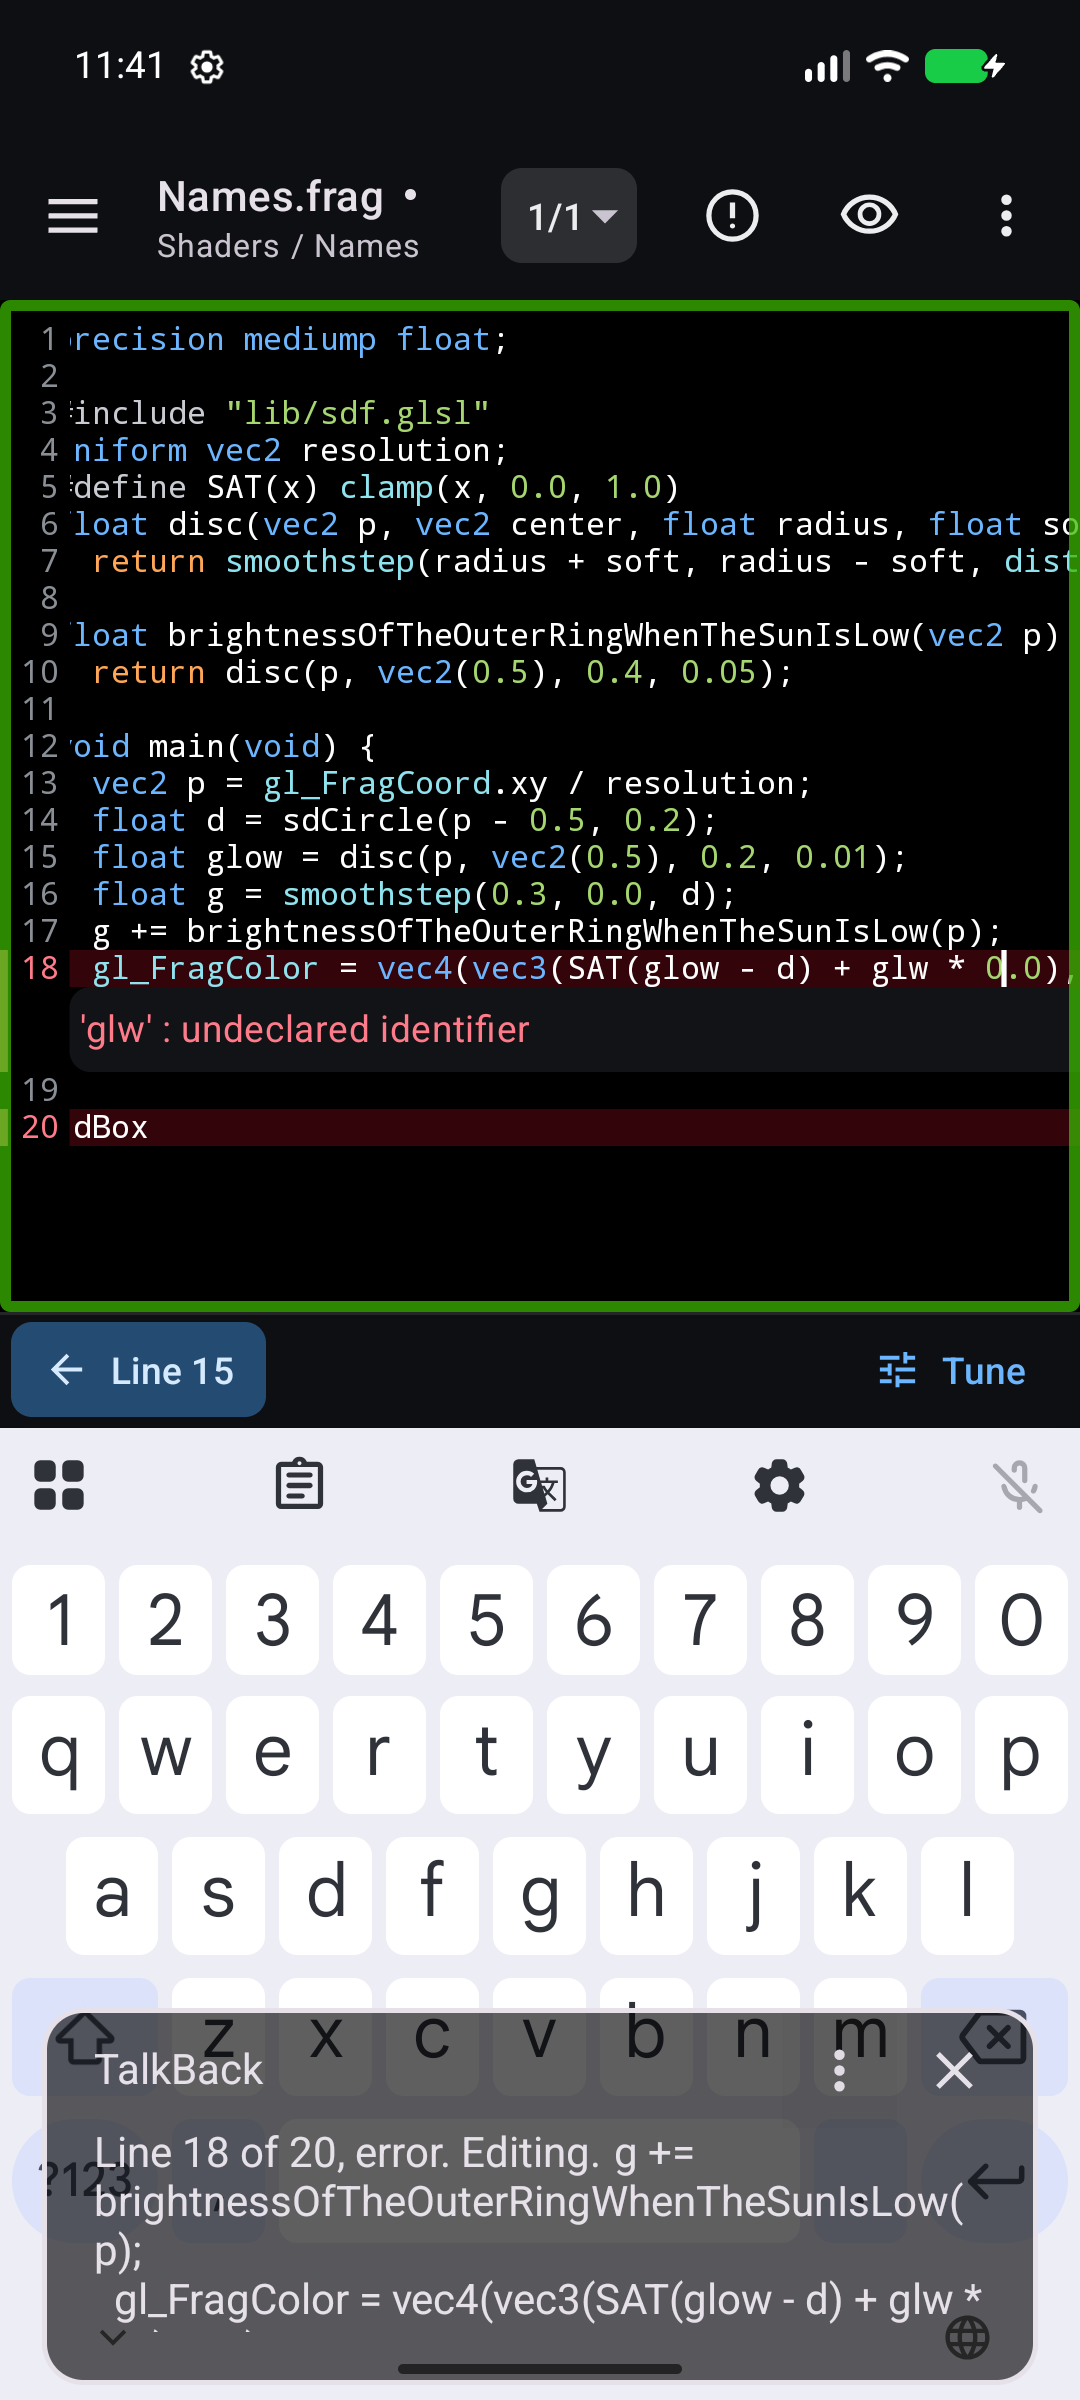 11:41
Names.frag •
Shaders / Names
1/1
1 recision mediump float;
2
3 #include "lib/sdf.glsl"
4 niform vec2 resolution;
5 #define SAT(x) clamp(x, 0.0, 1.0)
6 loat disc(vec2 p, vec2 center, float radius, float so
7 return smoothstep(radius + soft, radius - soft, dist
8
9 loat brightnessOfTheOuterRingWhenTheSunIsLow(vec2 p)
10 return disc(p, vec2(0.5), 0.4, 0.05);
11
12 void main(void) {
13 vec2 p = gl_FragCoord.xy / resolution;
14 float d = sdCircle(p - 0.5, 0.2);
15 float glow = disc(p, vec2(0.5), 0.2, 0.01);
16 float g = smoothstep(0.3, 0.0, d);
17 g += brightnessOfTheOuterRingWhenTheSunIsLow(p);
18 gl_FragColor = vec4(vec3(SAT(glow - d) + glw * 0.0),
'glw' : undeclared identifier
19
20 dBox
← Line 15
Tune
1 2 3 4 5 6 7 8 9 0
q w e r t y u i o p
a s d f g h j k l
z x c v b n m
TalkBack
?123
Line 18 of 20, error. Editing. g +=
brightnessOfTheOuterRingWhenTheSunIsLow(
p);
gl_FragColor = vec4(vec3(SAT(glow - d) + glw *